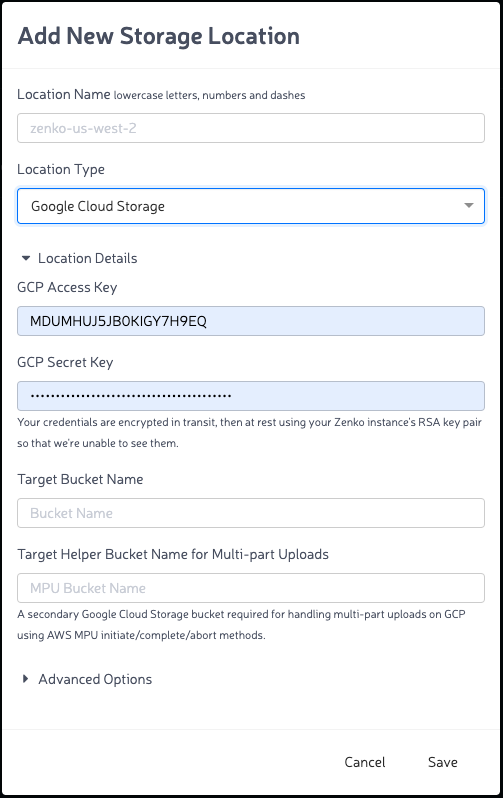 Add New Storage Location
Location Name lowercase letters, numbers and dashes
zenko-us-west-2
Location Type
Google Cloud Storage
Location Details
GCP Access Key
MDUMHUJ5JB0KIGY7H9EQ
GCP Secret Key
••••••••••••••••••••••••••••••••••••••••
Your credentials are encrypted in transit, then at rest using your Zenko instance's RSA key pair
so that we're unable to see them.
Target Bucket Name
Bucket Name
Target Helper Bucket Name for Multi-part Uploads
MPU Bucket Name
A secondary Google Cloud Storage bucket required for handling multi-part uploads on GCP
using AWS MPU initiate/complete/abort methods.
Advanced Options
Cancel Save